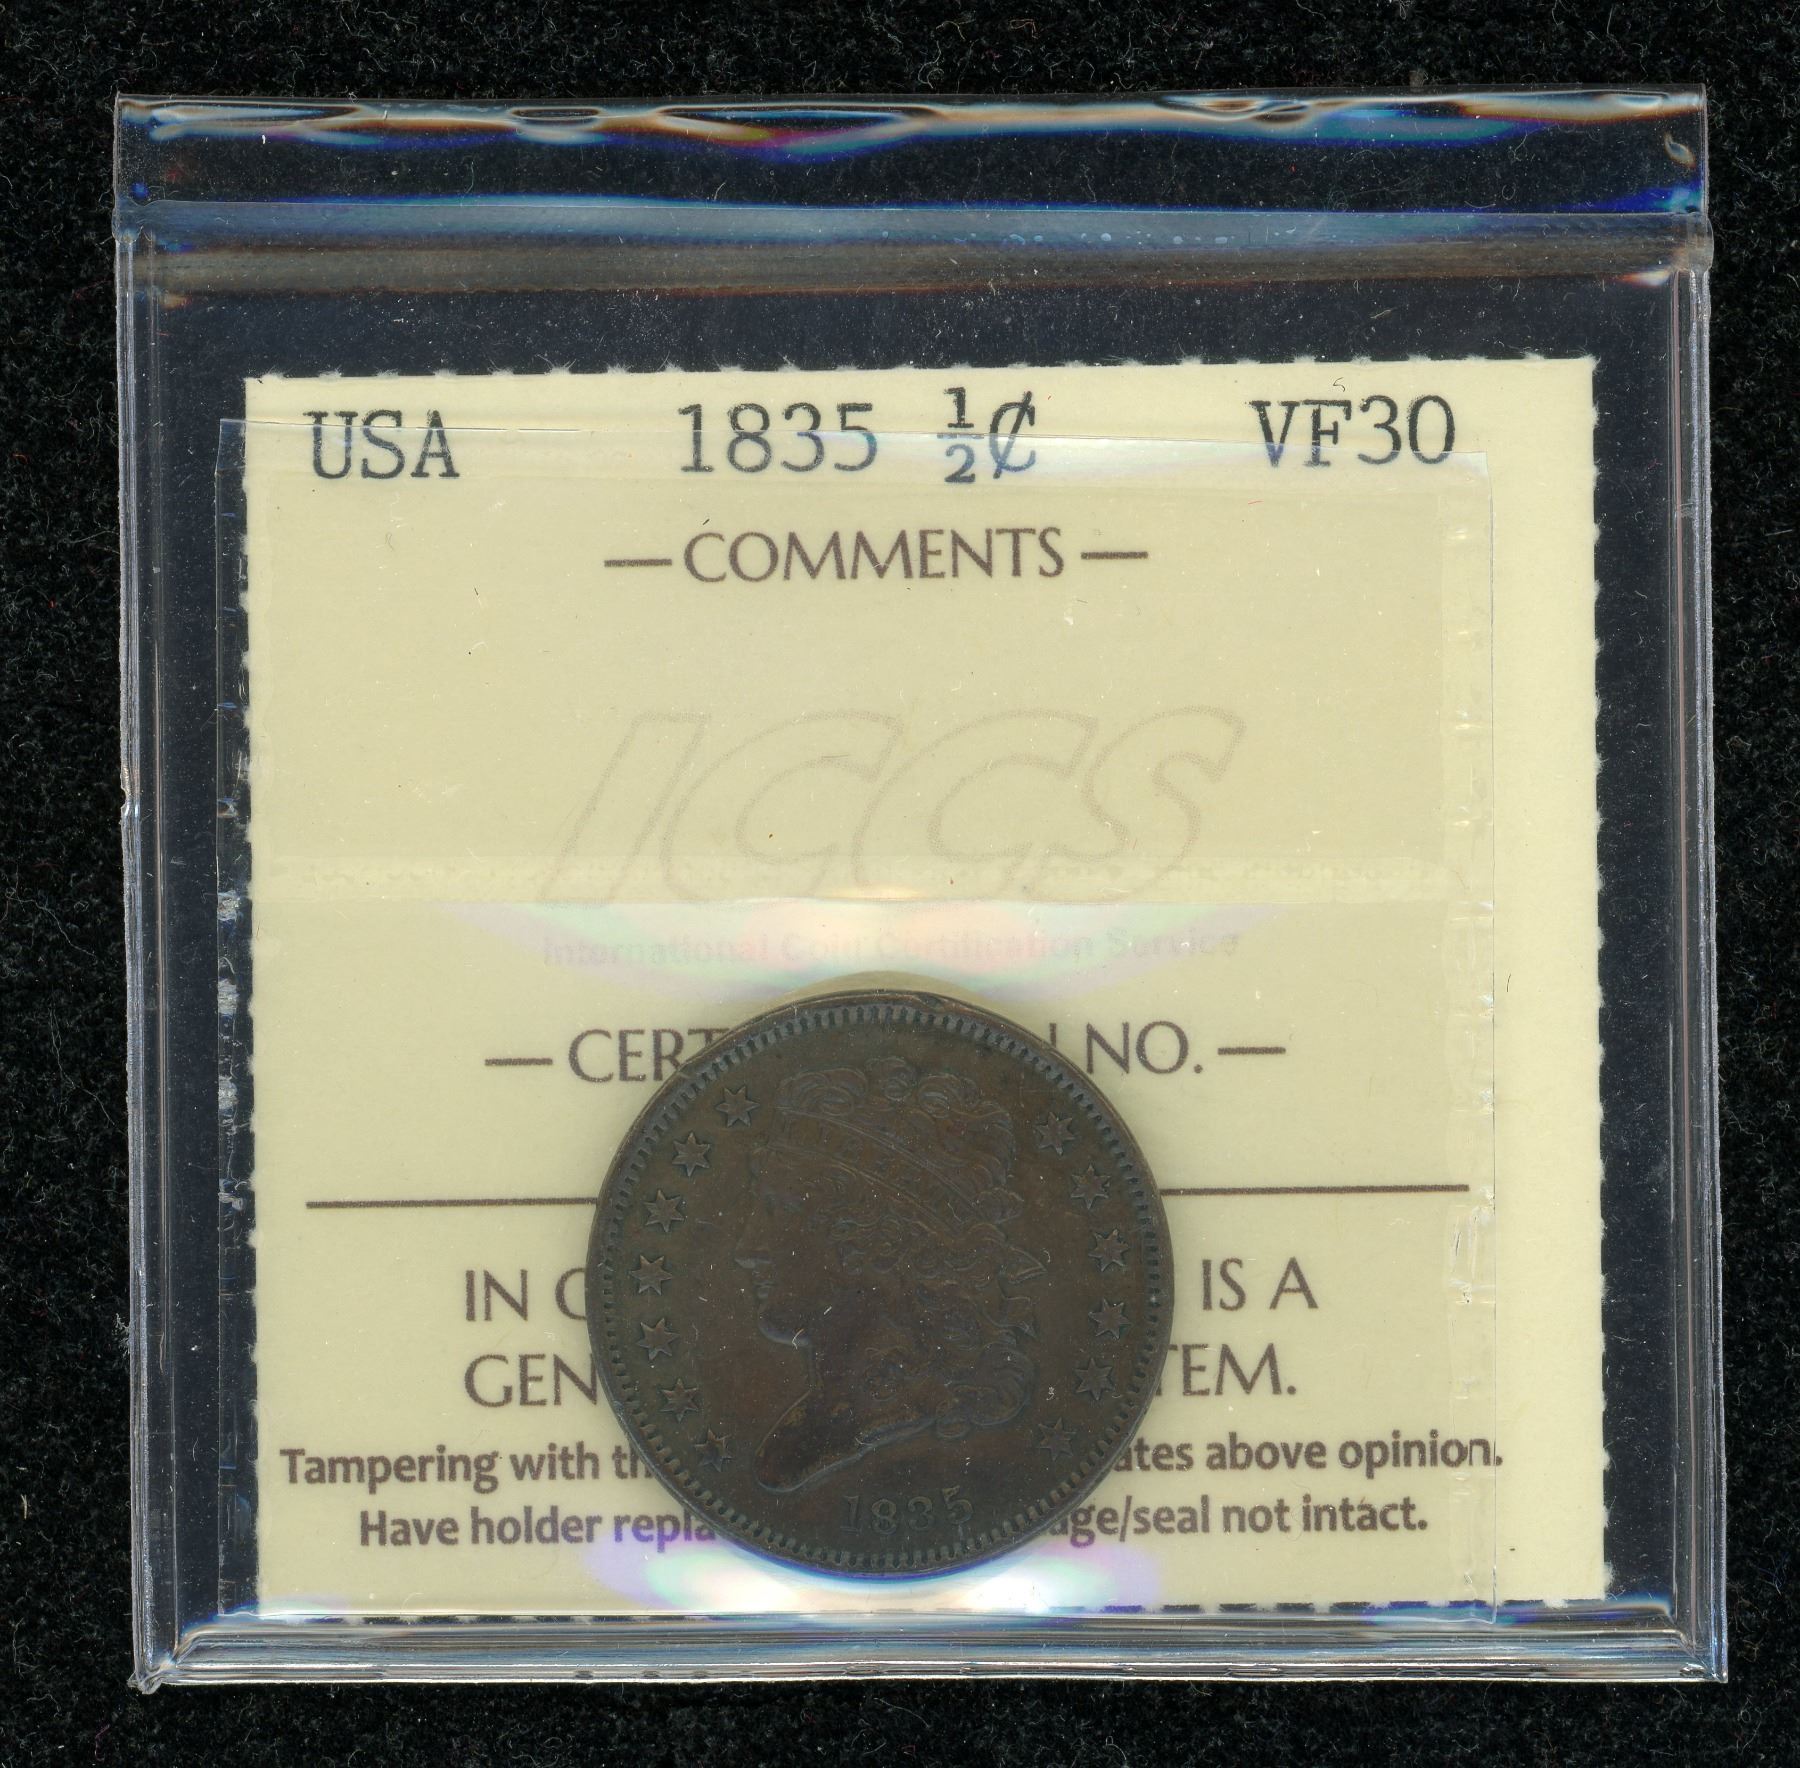 USA 1835 ½¢ VF30
— COMMENTS —
ICCS
International Coin Certification Service
— CERT NO. —
IN IS A
GEN TEM.
Tampering with th ates above opinion.
Have holder repla age/seal not intact.
1835